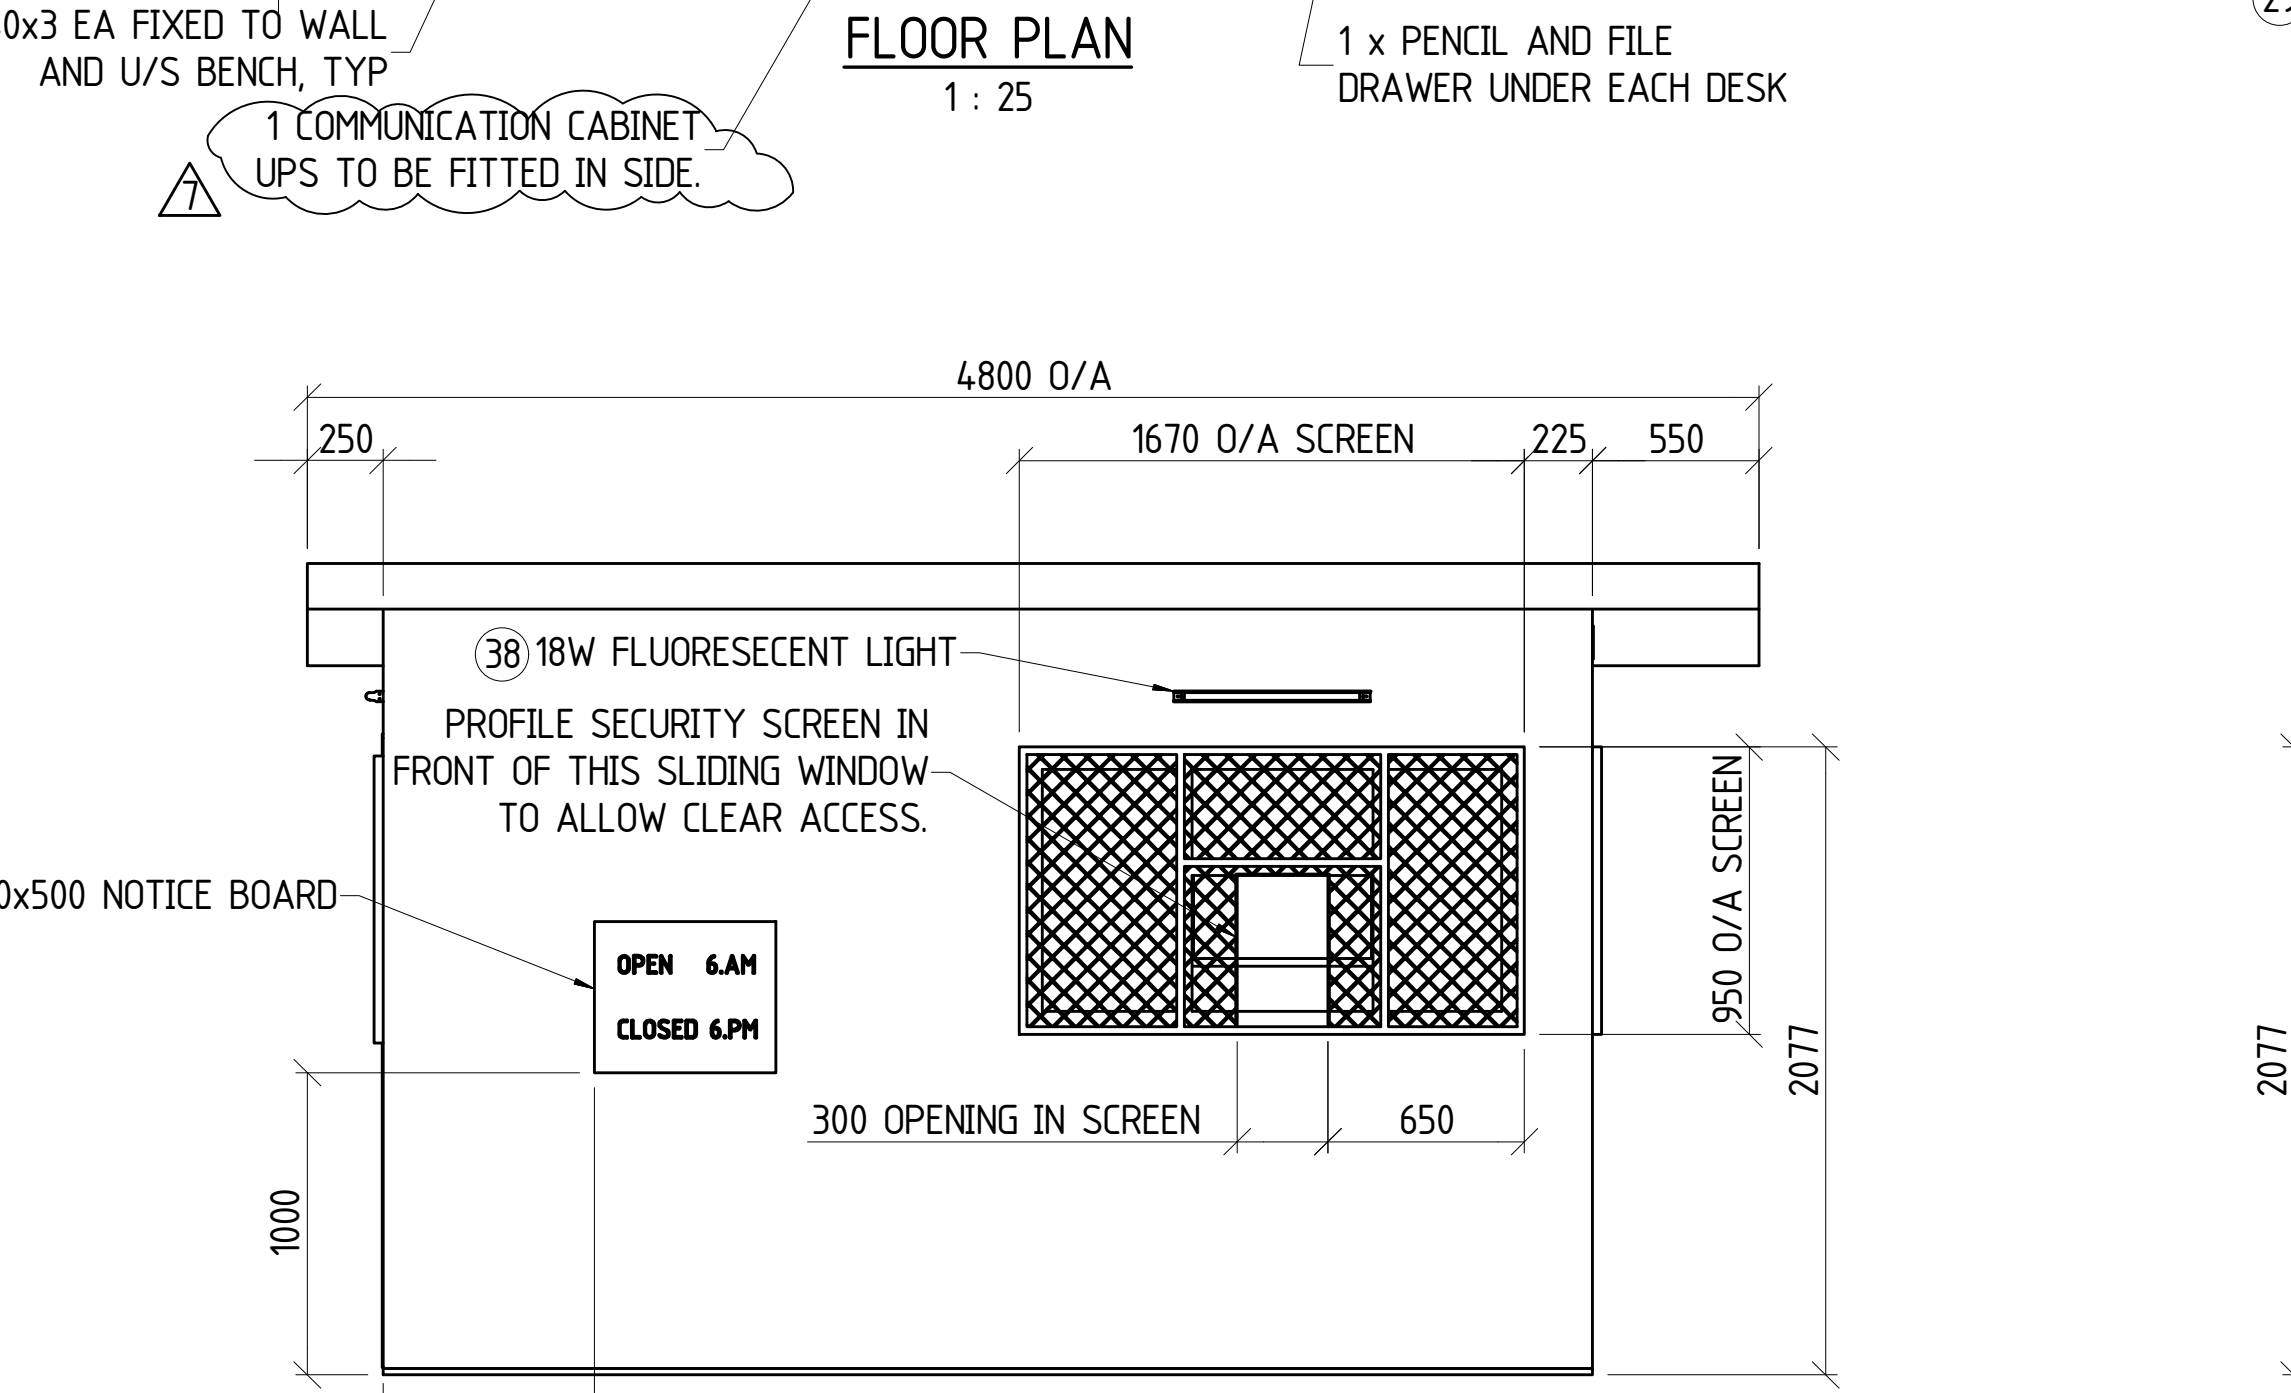 0x3 EA FIXED TO WALL
AND U/S BENCH, TYP
1 COMMUNICATION CABINET
UPS TO BE FITTED IN SIDE.
7
FLOOR PLAN
1 : 25
1 x PENCIL AND FILE
DRAWER UNDER EACH DESK
4800 O/A
250
1670 O/A SCREEN
225
550
38 18W FLUORESECENT LIGHT
PROFILE SECURITY SCREEN IN
FRONT OF THIS SLIDING WINDOW
TO ALLOW CLEAR ACCESS.
0x500 NOTICE BOARD
OPEN 6.AM
CLOSED 6.PM
950 O/A SCREEN
2077
2077
300 OPENING IN SCREEN
650
1000